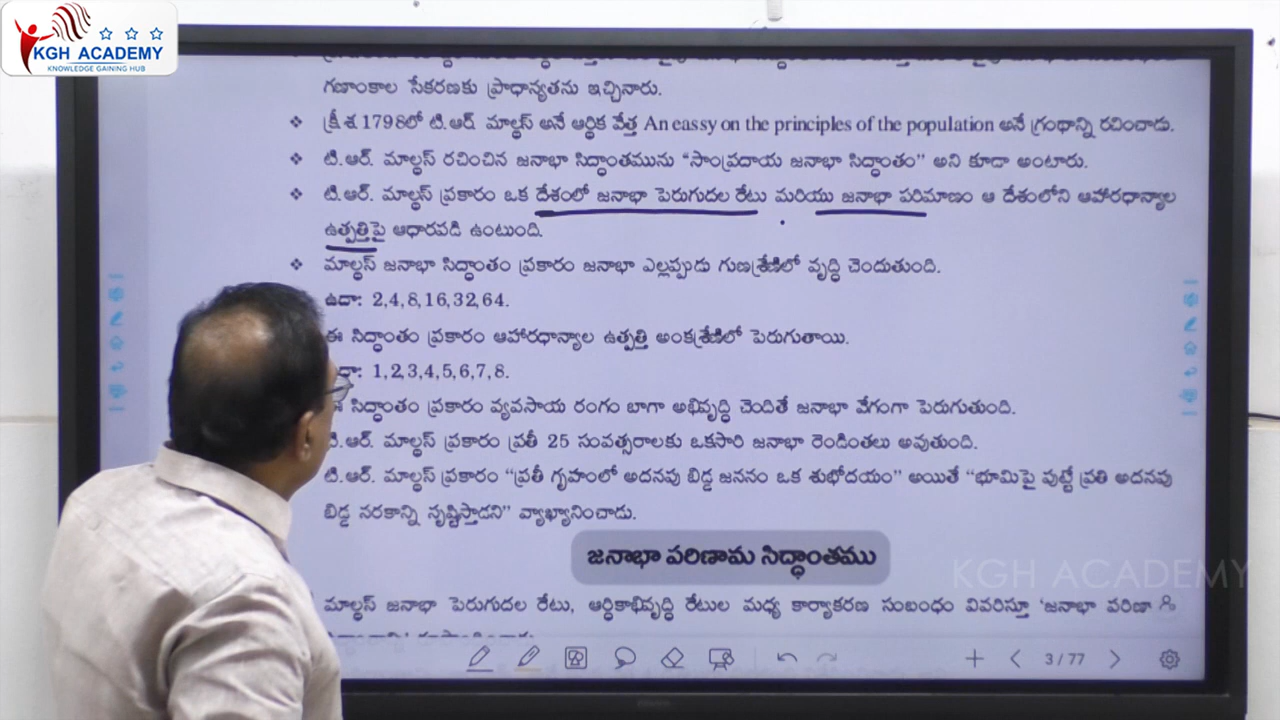 KGH ACADEMY
KNOWLEDGE GAINING HUB
గణాంకాల సేకరణకు ప్రాధాన్యతను ఇచ్చినారు.
❖ క్రీ.శ. 1798లో టి.ఆర్. మాల్థస్ అనే ఆర్థిక వేత్త An eassy on the principles of the population అనే గ్రంథాన్ని రచించాడు.
❖ టి.ఆర్. మాల్థస్ రచించిన జనాభా సిద్ధాంతమును “సాంప్రదాయ జనాభా సిద్ధాంతం” అని కూడా అంటారు.
❖ టి.ఆర్. మాల్థస్ ప్రకారం ఒక దేశంలో జనాభా పెరుగుదల రేటు మరియు జనాభా పరిమాణం ఆ దేశంలోని ఆహారధాన్యాల
ఉత్పత్తిపై ఆధారపడి ఉంటుంది.
❖ మాల్థస్ జనాభా సిద్ధాంతం ప్రకారం జనాభా ఎల్లప్పుడు గుణశ్రేణిలో వృద్ధి చెందుతుంది.
ఉదా: 2,4,8,16,32,64.
ఈ సిద్ధాంతం ప్రకారం ఆహారధాన్యాల ఉత్పత్తి అంకశ్రేణిలో పెరుగుతాయి.
1,2,3,4,5,6,7,8.
సిద్ధాంతం ప్రకారం వ్యవసాయ రంగం బాగా అభివృద్ధి చెందితే జనాభా వేగంగా పెరుగుతుంది.
టి.ఆర్. మాల్థస్ ప్రకారం ప్రతీ 25 సంవత్సరాలకు ఒకసారి జనాభా రెండింతలు అవుతుంది.
టి.ఆర్. మాల్థస్ ప్రకారం “ప్రతీ గృహంలో అదనపు బిడ్డ జననం ఒక శుభోదయం” అయితే “భూమిపై పుట్టే ప్రతి అదనపు
బిడ్డ నరకాన్ని సృష్టిస్తాడని” వ్యాఖ్యానించాడు.
జనాభా పరిణామ సిద్ధాంతము
KGH ACADEMY
మాల్థస్ జనాభా పెరుగుదల రేటు, ఆర్థికాభివృద్ధి రేటుల మధ్య కార్యాకరణ సంబంధం వివరిస్తూ ‘జనాభా పరిణా
3/77